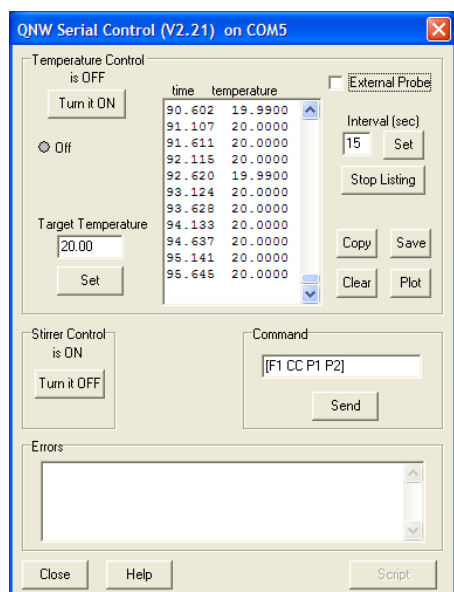 QNW Serial Control (V2.21) on COM5
Temperature Control
is OFF
Turn it ON
Off
Target Temperature
20.00
Set
time temperature
90.602 19.9900
91.107 20.0000
91.611 20.0000
92.115 20.0000
92.620 19.9900
93.124 20.0000
93.628 20.0000
94.133 20.0000
94.637 20.0000
95.141 20.0000
95.645 20.0000
External Probe
Interval (sec)
15 Set
Stop Listing
Copy Save
Clear Plot
Stirrer Control
is ON
Turn it OFF
Command
[F1 CC P1 P2]
Send
Errors
Close Help Script